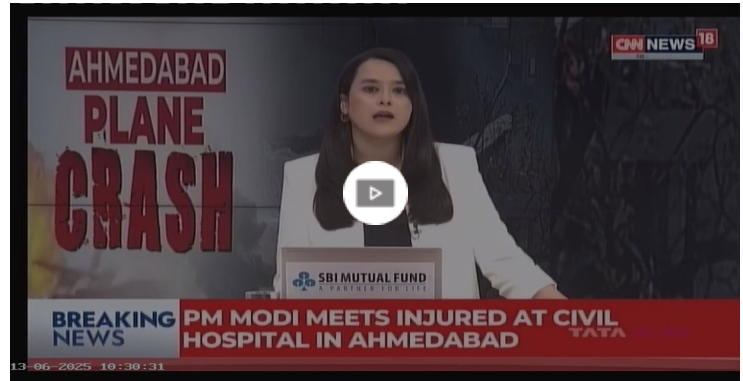 CNN NEWS 18
AHMEDABAD
PLANE
CRASH
SBI MUTUAL FUND
A PARTNER FOR LIFE
BREAKING
NEWS
PM MODI MEETS INJURED AT CIVIL
HOSPITAL IN AHMEDABAD
TATA
13-06-2025 10:30:31